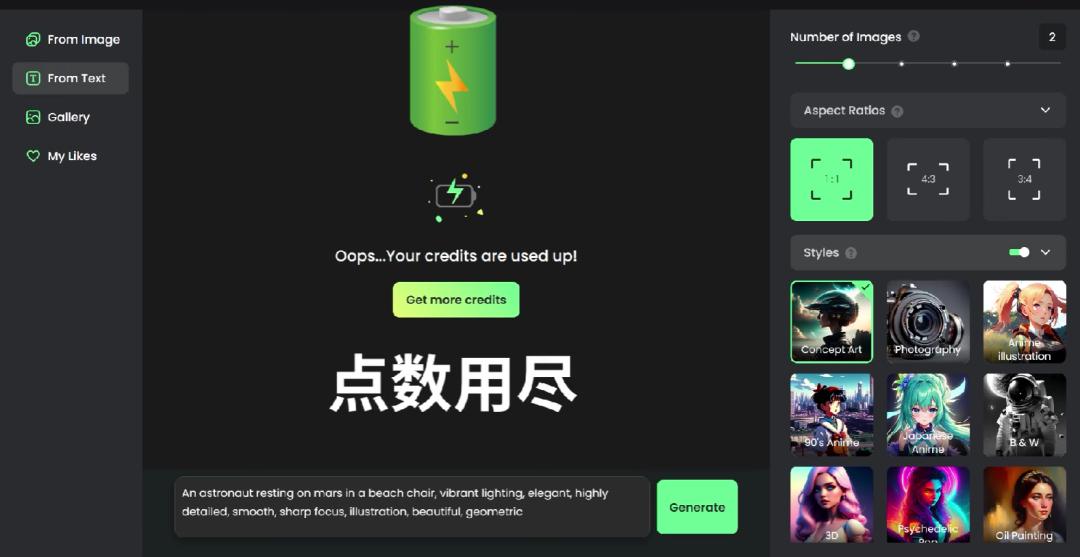 From Image
From Text
Gallery
My Likes
Oops...Your credits are used up!
Get more credits
点数用尽
An astronaut resting on mars in a beach chair, vibrant lighting, elegant, highly
detailed, smooth, sharp focus, illustration, beautiful, geometric
Generate
Number of Images
2
Aspect Ratios
1:1
4:3
3:4
Styles
Concept Art
Photography
Anime
illustration
90's Anime
Japanese
Anime
B & W
3D
Psychedelic
Pop
Oil Painting